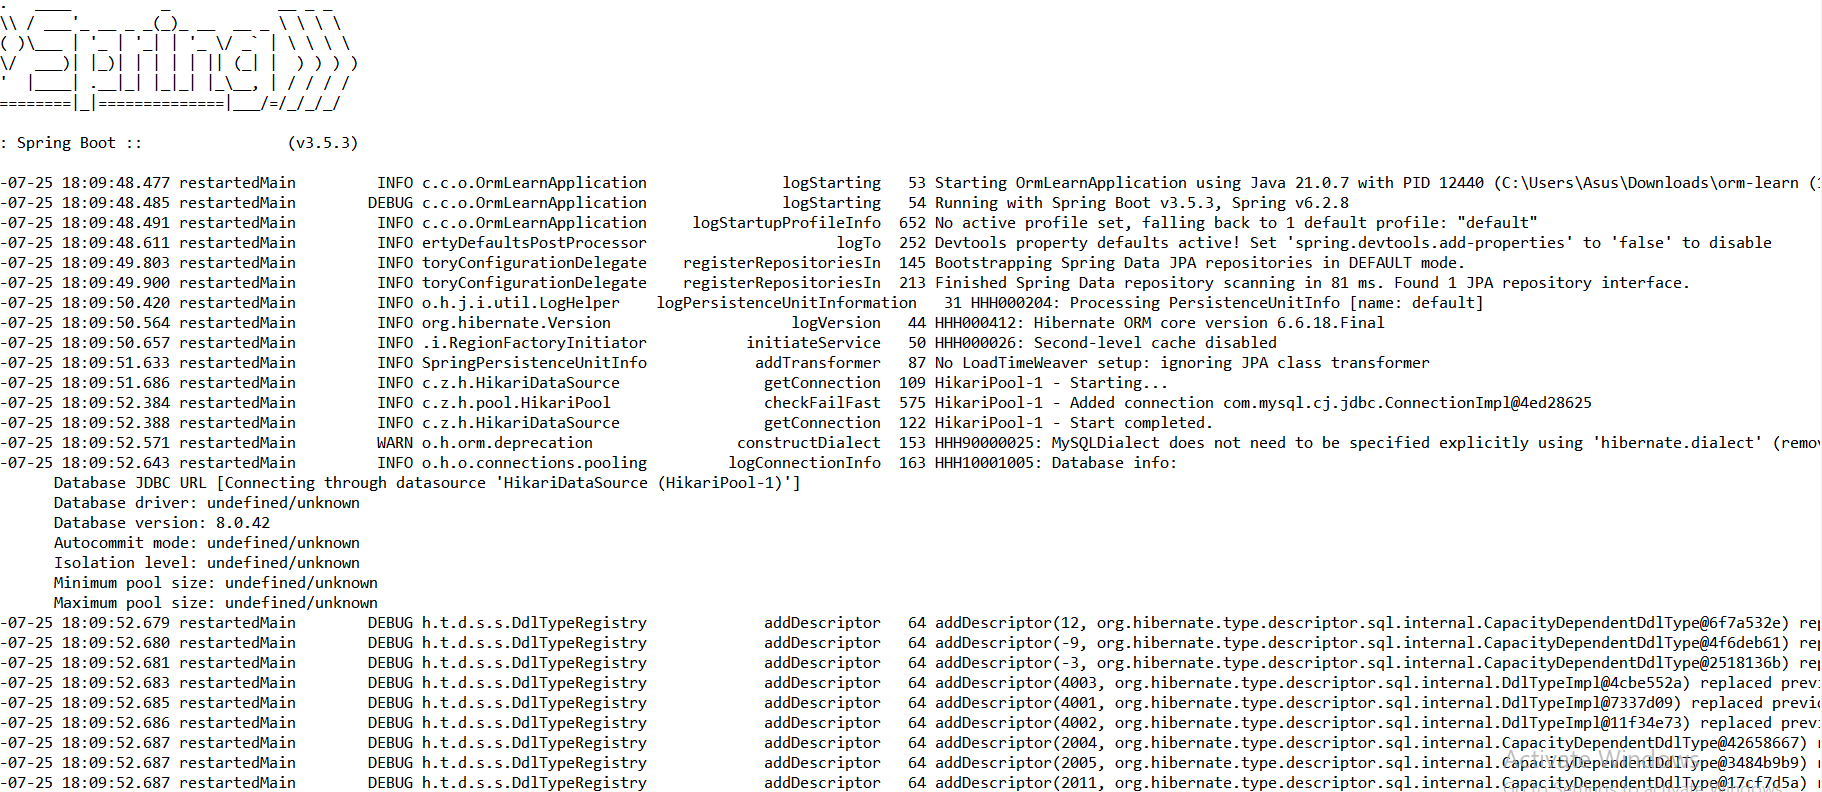 .   ____          _            __ _ _
\\ / ___'_ __ _ _(_)_ __  __ _ \ \ \ \
( )\___ | '_ | '_| | '_ \/ _` | \ \ \ \
\/  ___)| |_)| | | | | || (_| |  ) ) ) )
'  |____| .__|_| |_|_| |_\__, | / / / /
========|_|==============|___/=/_/_/_/
: Spring Boot ::                (v3.5.3)
-07-25 18:09:48.477 restartedMain         INFO c.c.o.OrmLearnApplication               logStarting   53 Starting OrmLearnApplication using Java 21.0.7 with PID 12440 (C:\Users\Asus\Downloads\orm-learn (
-07-25 18:09:48.485 restartedMain        DEBUG c.c.o.OrmLearnApplication               logStarting   54 Running with Spring Boot v3.5.3, Spring v6.2.8
-07-25 18:09:48.491 restartedMain         INFO c.c.o.OrmLearnApplication     logStartupProfileInfo  652 No active profile set, falling back to 1 default profile: "default"
-07-25 18:09:48.611 restartedMain         INFO ertyDefaultsPostProcessor                     logTo  252 Devtools property defaults active! Set 'spring.devtools.add-properties' to 'false' to disable
-07-25 18:09:49.803 restartedMain         INFO toryConfigurationDelegate    registerRepositoriesIn  145 Bootstrapping Spring Data JPA repositories in DEFAULT mode.
-07-25 18:09:49.900 restartedMain         INFO toryConfigurationDelegate    registerRepositoriesIn  213 Finished Spring Data repository scanning in 81 ms. Found 1 JPA repository interface.
-07-25 18:09:50.420 restartedMain         INFO o.h.j.i.util.LogHelper    logPersistenceUnitInformation   31 HHH000204: Processing PersistenceUnitInfo [name: default]
-07-25 18:09:50.564 restartedMain         INFO org.hibernate.Version                    logVersion   44 HHH000412: Hibernate ORM core version 6.6.18.Final
-07-25 18:09:50.657 restartedMain         INFO .i.RegionFactoryInitiator           initiateService   50 HHH000026: Second-level cache disabled
-07-25 18:09:51.633 restartedMain         INFO SpringPersistenceUnitInfo            addTransformer   87 No LoadTimeWeaver setup: ignoring JPA class transformer
-07-25 18:09:51.686 restartedMain         INFO c.z.h.HikariDataSource                getConnection  109 HikariPool-1 - Starting...
-07-25 18:09:52.384 restartedMain         INFO c.z.h.pool.HikariPool                 checkFailFast  575 HikariPool-1 - Added connection com.mysql.cj.jdbc.ConnectionImpl@4ed28625
-07-25 18:09:52.388 restartedMain         INFO c.z.h.HikariDataSource                getConnection  122 HikariPool-1 - Start completed.
-07-25 18:09:52.571 restartedMain         WARN o.h.orm.deprecation                constructDialect  153 HHH90000025: MySQLDialect does not need to be specified explicitly using 'hibernate.dialect' (remov
-07-25 18:09:52.643 restartedMain         INFO o.h.o.connections.pooling         logConnectionInfo  163 HHH10001005: Database info:
Database JDBC URL [Connecting through datasource 'HikariDataSource (HikariPool-1)']
Database driver: undefined/unknown
Database version: 8.0.42
Autocommit mode: undefined/unknown
Isolation level: undefined/unknown
Minimum pool size: undefined/unknown
Maximum pool size: undefined/unknown
-07-25 18:09:52.679 restartedMain        DEBUG h.t.d.s.s.DdlTypeRegistry             addDescriptor   64 addDescriptor(12, org.hibernate.type.descriptor.sql.internal.CapacityDependentDdlType@6f7a532e) rep
-07-25 18:09:52.680 restartedMain        DEBUG h.t.d.s.s.DdlTypeRegistry             addDescriptor   64 addDescriptor(-9, org.hibernate.type.descriptor.sql.internal.CapacityDependentDdlType@4f6deb61) rep
-07-25 18:09:52.681 restartedMain        DEBUG h.t.d.s.s.DdlTypeRegistry             addDescriptor   64 addDescriptor(-3, org.hibernate.type.descriptor.sql.internal.CapacityDependentDdlType@2518136b) rep
-07-25 18:09:52.683 restartedMain        DEBUG h.t.d.s.s.DdlTypeRegistry             addDescriptor   64 addDescriptor(4003, org.hibernate.type.descriptor.sql.internal.DdlTypeImpl@4cbe552a) replaced previ
-07-25 18:09:52.685 restartedMain        DEBUG h.t.d.s.s.DdlTypeRegistry             addDescriptor   64 addDescriptor(4001, org.hibernate.type.descriptor.sql.internal.DdlTypeImpl@7337d09) replaced previo
-07-25 18:09:52.686 restartedMain        DEBUG h.t.d.s.s.DdlTypeRegistry             addDescriptor   64 addDescriptor(4002, org.hibernate.type.descriptor.sql.internal.DdlTypeImpl@11f34e73) replaced previ
-07-25 18:09:52.687 restartedMain        DEBUG h.t.d.s.s.DdlTypeRegistry             addDescriptor   64 addDescriptor(2004, org.hibernate.type.descriptor.sql.internal.CapacityDependentDdlType@42658667)
-07-25 18:09:52.687 restartedMain        DEBUG h.t.d.s.s.DdlTypeRegistry             addDescriptor   64 addDescriptor(2005, org.hibernate.type.descriptor.sql.internal.CapacityDependentDdlType@3484b9b9)
-07-25 18:09:52.687 restartedMain        DEBUG h.t.d.s.s.DdlTypeRegistry             addDescriptor   64 addDescriptor(2011, org.hibernate.type.descriptor.sql.internal.CapacityDependentDdlType@17cf7d5a)
Activate Windows